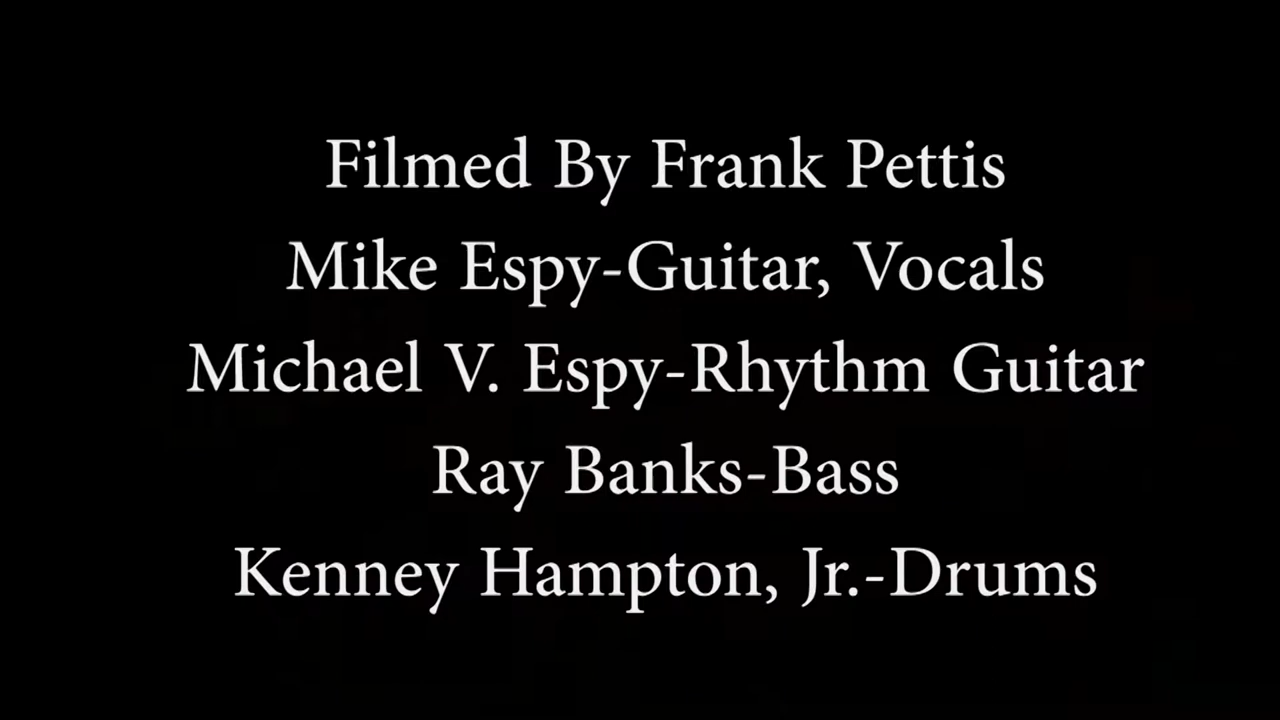 Filmed By Frank Pettis
Mike Espy-Guitar, Vocals
Michael V. Espy-Rhythm Guitar
Ray Banks-Bass
Kenney Hampton, Jr.-Drums